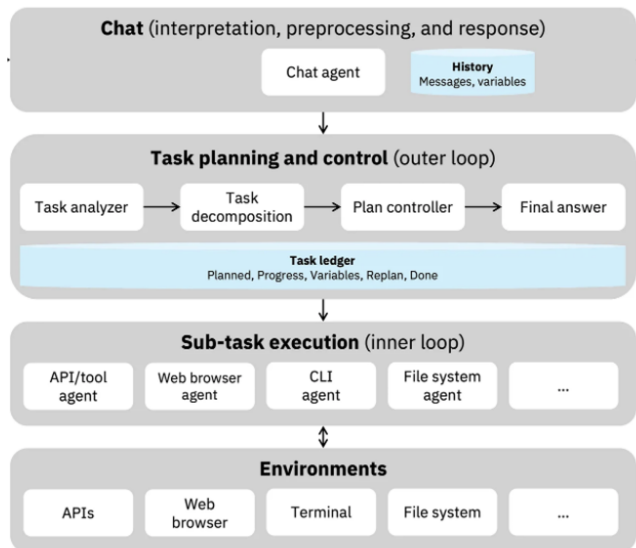 Chat (interpretation, preprocessing, and response)
Chat agent
History
Messages, variables
Task planning and control (outer loop)
Task analyzer
Task
decomposition
Plan controller
Final answer
Task ledger
Planned, Progress, Variables, Replan, Done
Sub-task execution (inner loop)
API/tool
agent
Web browser
agent
CLI
agent
File system
agent
...
Environments
APIs
Web
browser
Terminal
File system
...